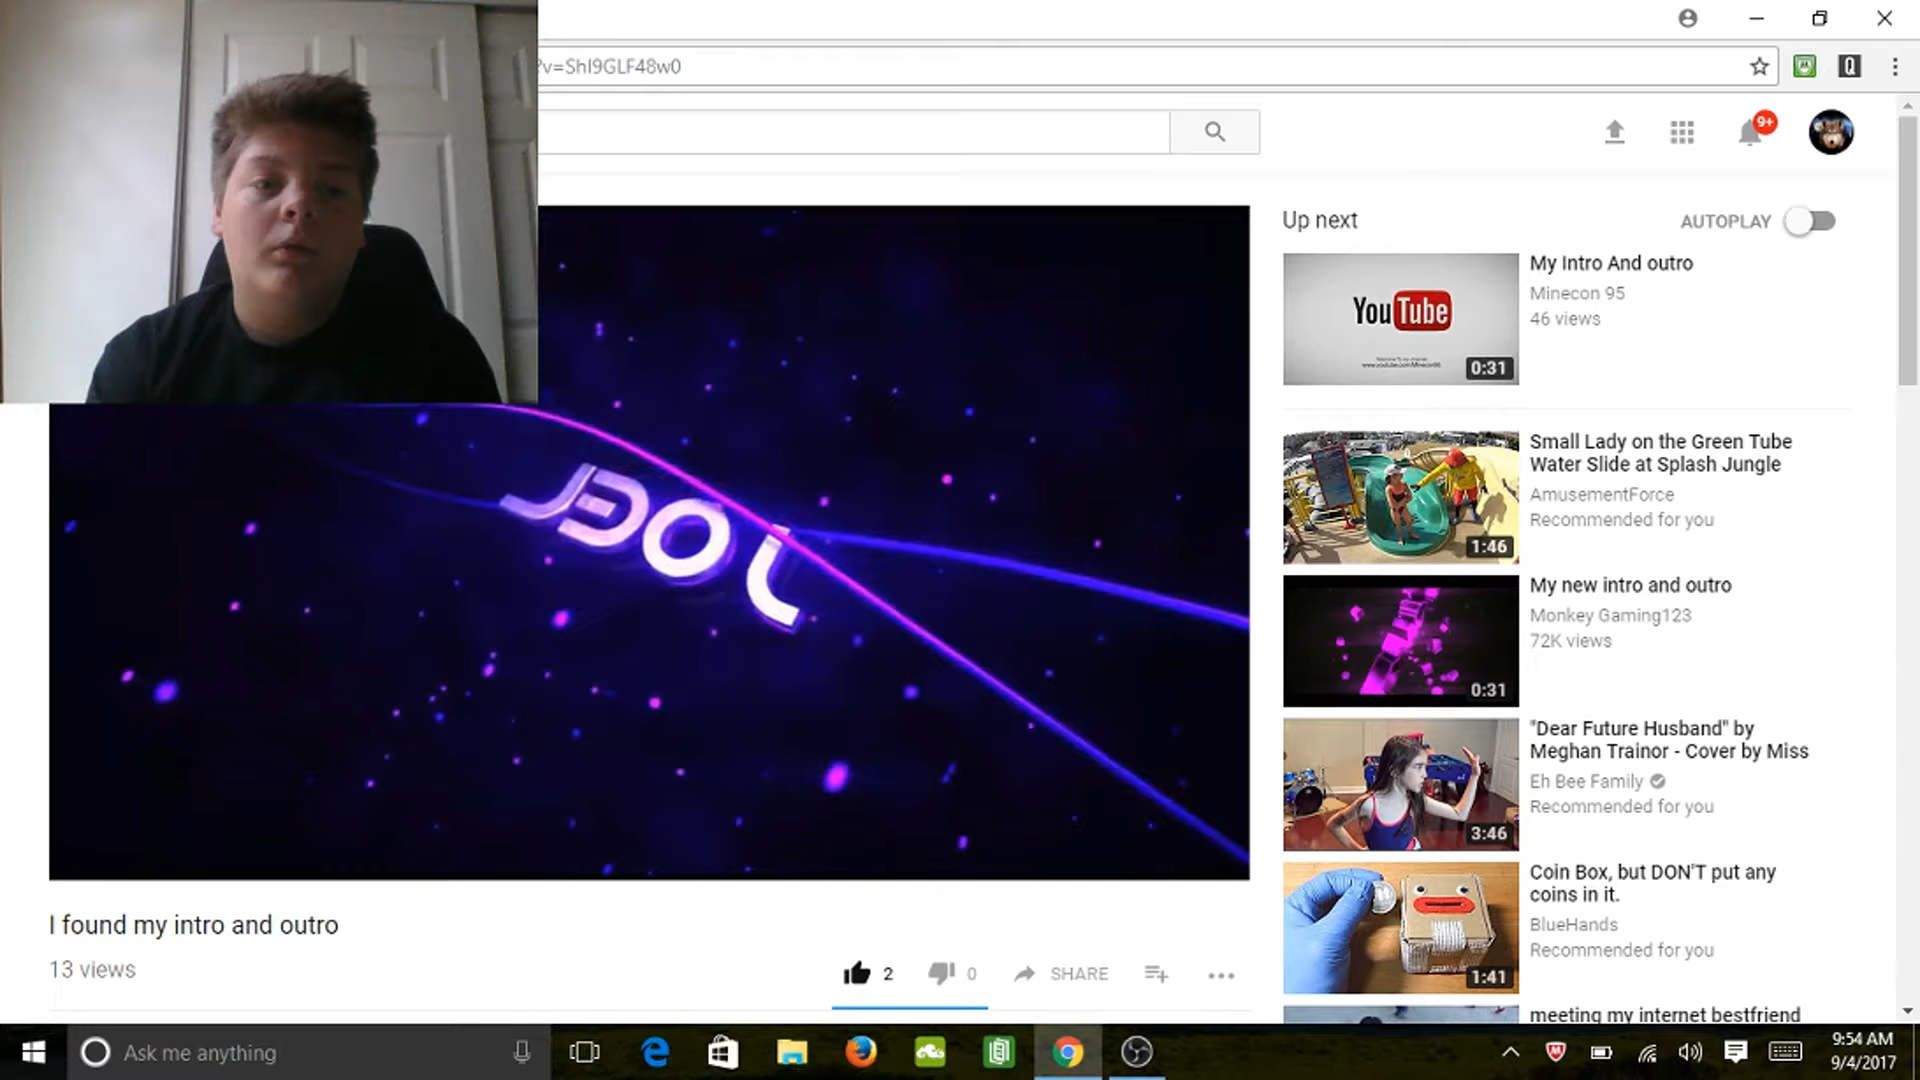 ?v=ShI9GLF48w0
9+
Up next
AUTOPLAY
My Intro And outro
Minecon 95
46 views
YouTube
0:31
Small Lady on the Green Tube
Water Slide at Splash Jungle
AmusementForce
Recommended for you
1:46
My new intro and outro
Monkey Gaming123
72K views
0:31
"Dear Future Husband" by
Meghan Trainor - Cover by Miss
Eh Bee Family
Recommended for you
3:46
Coin Box, but DON'T put any
coins in it.
BlueHands
Recommended for you
1:41
meeting my internet bestfriend
I found my intro and outro
13 views
2
0
SHARE
Ask me anything
9:54 AM
9/4/2017